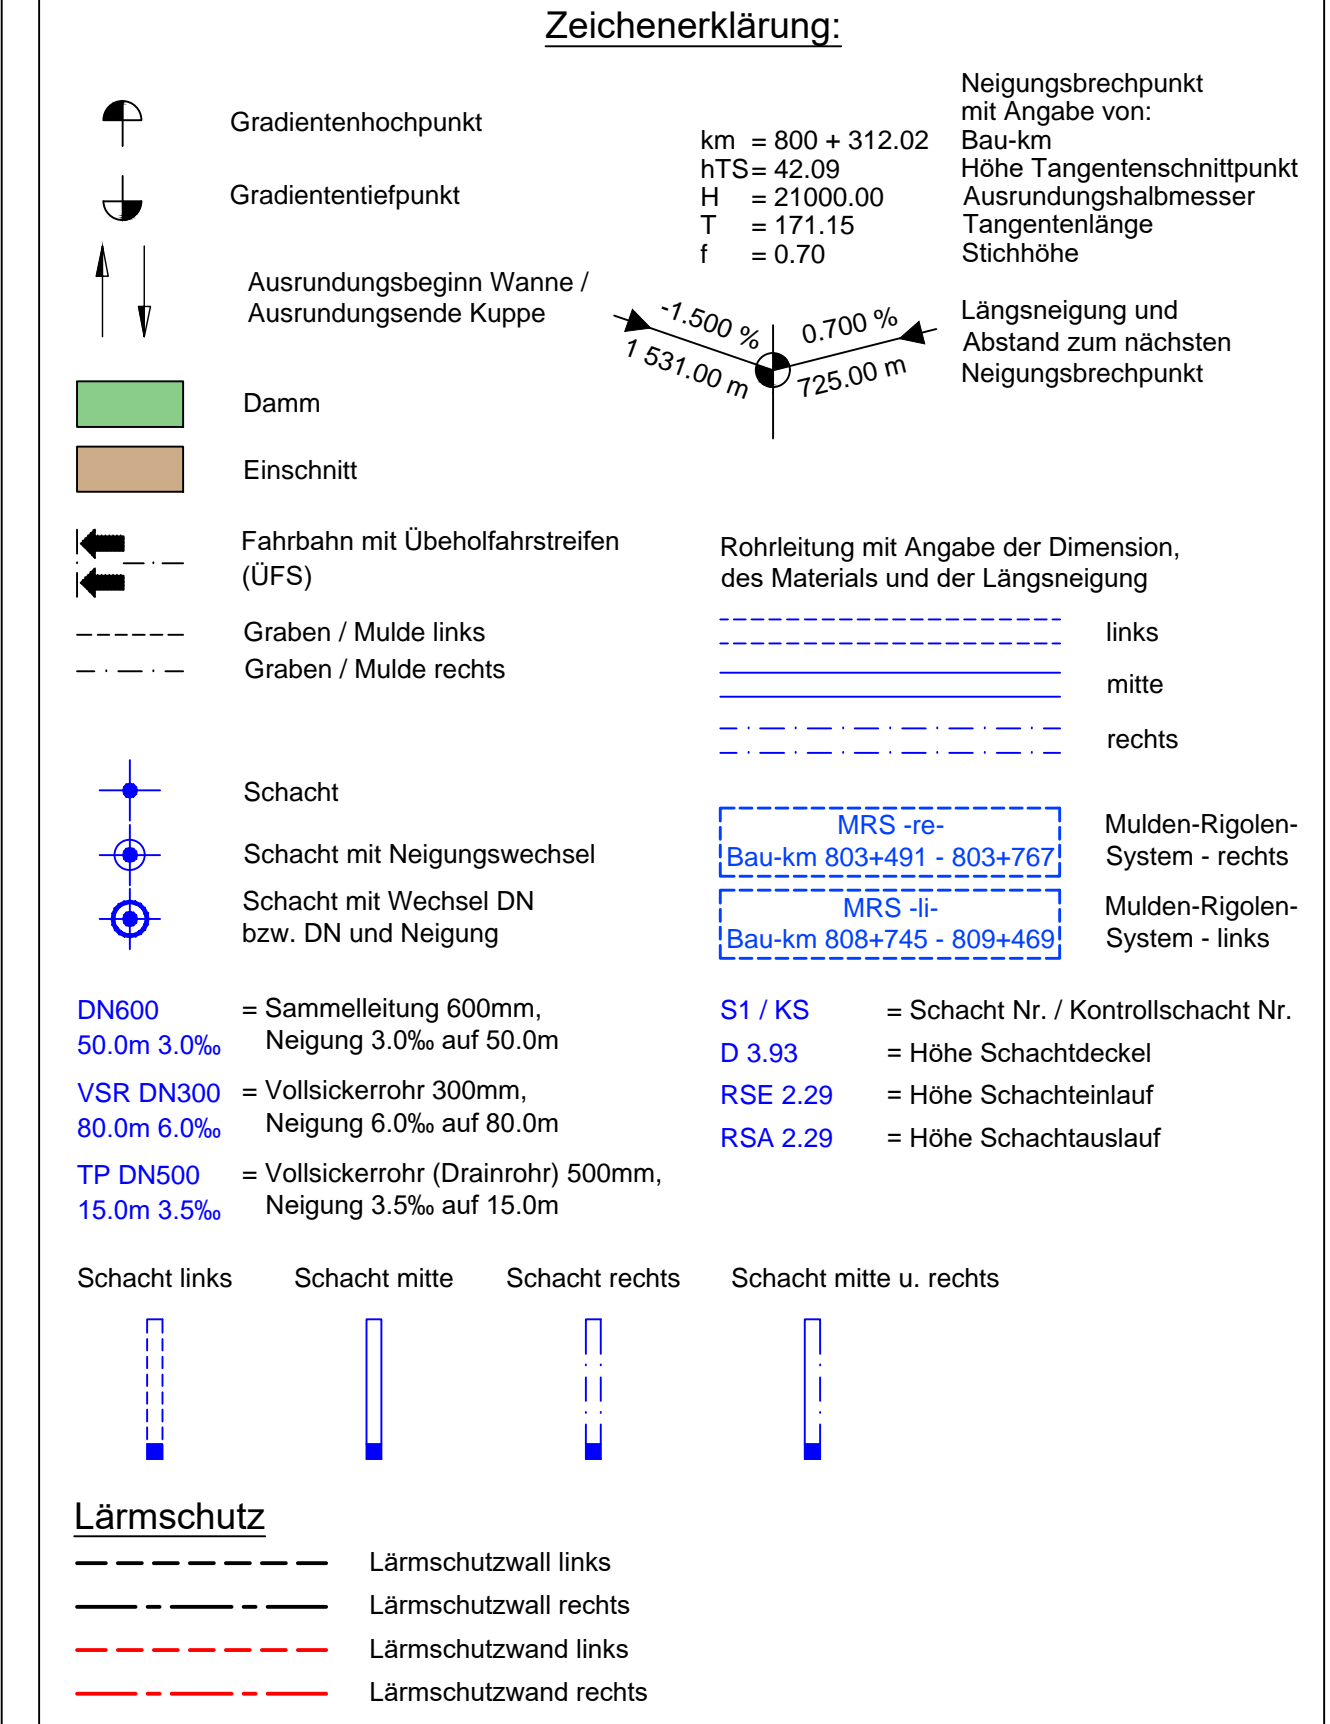 Zeichenerklärung:
Gradientenhochpunkt
Gradiententiefpunkt
Ausrundungsbeginn Wanne /
Ausrundungsende Kuppe
Damm
Einschnitt
Fahrbahn mit Übeholfahrstreifen
(ÜFS)
Graben / Mulde links
Graben / Mulde rechts
Schacht
Schacht mit Neigungswechsel
Schacht mit Wechsel DN
bzw. DN und Neigung
Neigungsbrechpunkt
mit Angabe von:
km = 800 + 312.02 Bau-km
hTS = 42.09 Höhe Tangentenschnittpunkt
H = 21000.00 Ausrundungshalbmesser
T = 171.15 Tangentenlänge
f = 0.70 Stichhöhe
-1.500 %
1 531.00 m
0.700 %
725.00 m
Längsneigung und
Abstand zum nächsten
Neigungsbrechpunkt
Rohrleitung mit Angabe der Dimension,
des Materials und der Längsneigung
links
mitte
rechts
MRS -re-
Bau-km 803+491 - 803+767
Mulden-Rigolen-
System - rechts
MRS -li-
Bau-km 808+745 - 809+469
Mulden-Rigolen-
System - links
DN600 = Sammelleitung 600mm,
50.0m 3.0‰ Neigung 3.0‰ auf 50.0m
VSR DN300 = Vollsickerrohr 300mm,
80.0m 6.0‰ Neigung 6.0‰ auf 80.0m
TP DN500 = Vollsickerrohr (Drainrohr) 500mm,
15.0m 3.5‰ Neigung 3.5‰ auf 15.0m
S1 / KS = Schacht Nr. / Kontrollschacht Nr.
D 3.93 = Höhe Schachtdeckel
RSE 2.29 = Höhe Schachteinlauf
RSA 2.29 = Höhe Schachtauslauf
Schacht links Schacht mitte Schacht rechts Schacht mitte u. rechts
Lärmschutz
Lärmschutzwall links
Lärmschutzwall rechts
Lärmschutzwand links
Lärmschutzwand rechts